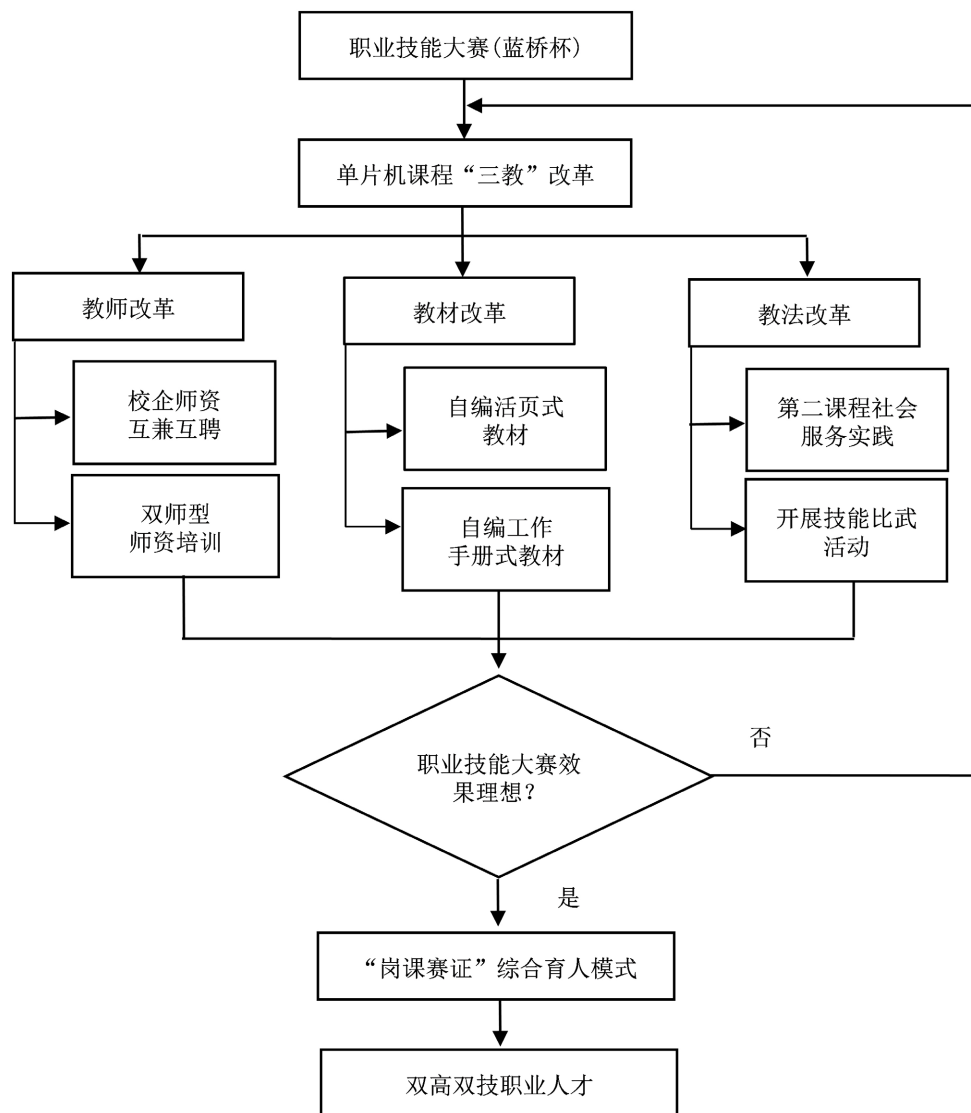 职业技能大赛(蓝桥杯)
单片机课程“三教”改革
教师改革
教材改革
教法改革
校企师资
互兼互聘
自编活页式
教材
第二课程社会
服务实践
双师型
师资培训
自编工作
手册式教材
开展技能比武
活动
职业技能大赛效
果理想?
否
是
“岗课赛证”综合育人模式
双高双技职业人才